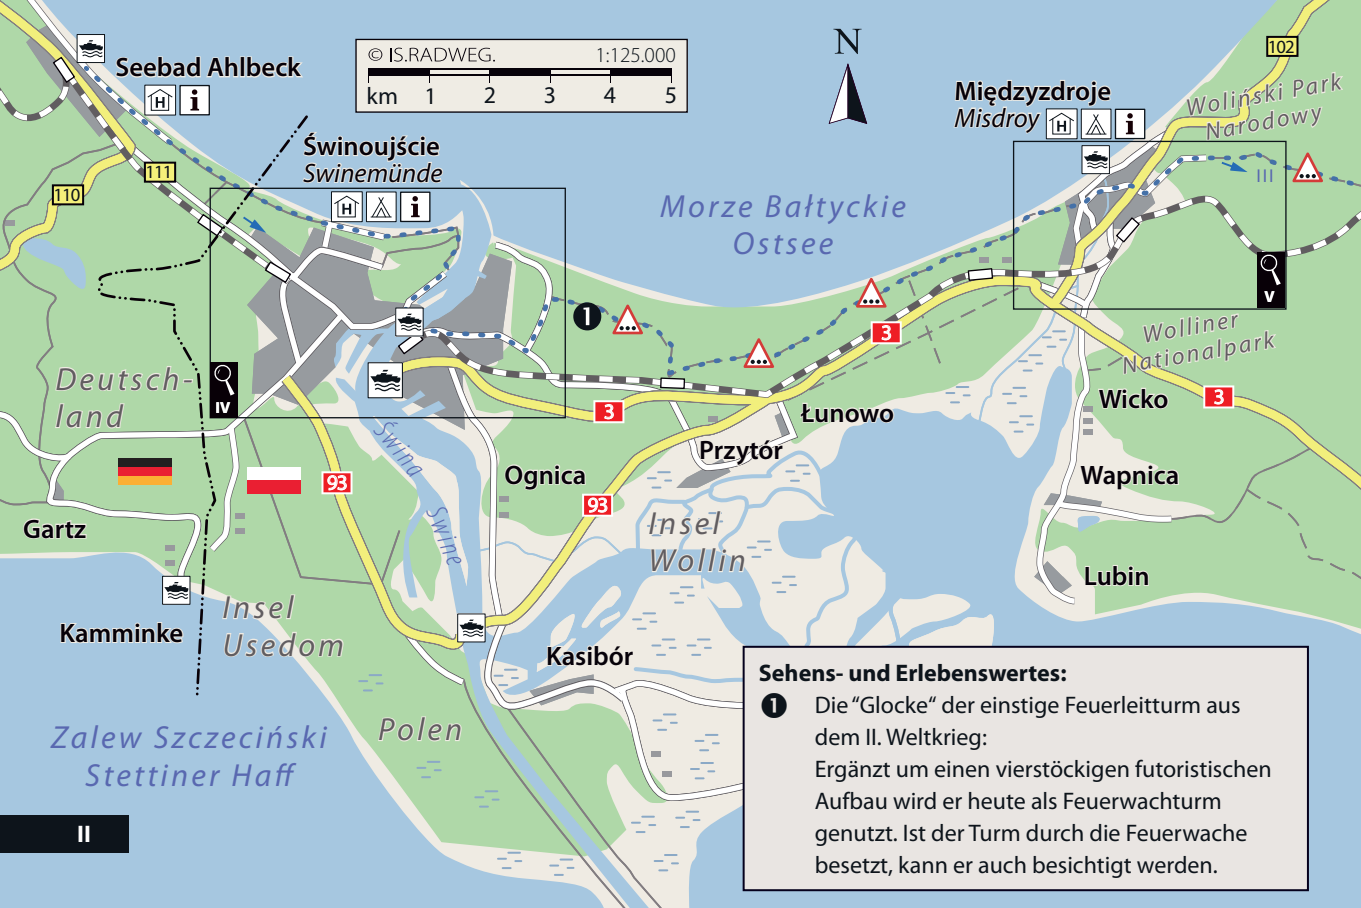 © IS.RADWEG. 1:125.000
km 1 2 3 4 5
N
102
Seebad Ahlbeck
H i
Międzyzdroje
Misdroy H i
Woliński Park
Narodowy
Świnoujście
Swinemünde
H i
111
110
III
Morze Bałtyckie
Ostsee
V
1
3
Wolliner
Nationalpark
Deutsch-
land
IV
3
3
Wicko
Łunowo
Przytór
Świna
Swine
Ognica
Wapnica
93
93
Gartz
Insel
Wollin
Lubin
Insel
Usedom
Kamminke
Kasibór
Polen
Zalew Szczeciński
Stettiner Haff
II
Sehens- und Erlebenswertes:
1 Die “Glocke“ der einstige Feuerleitturm aus
dem II. Weltkrieg:
Ergänzt um einen vierstöckigen futoristischen
Aufbau wird er heute als Feuerwachturm
genutzt. Ist der Turm durch die Feuerwache
besetzt, kann er auch besichtigt werden.